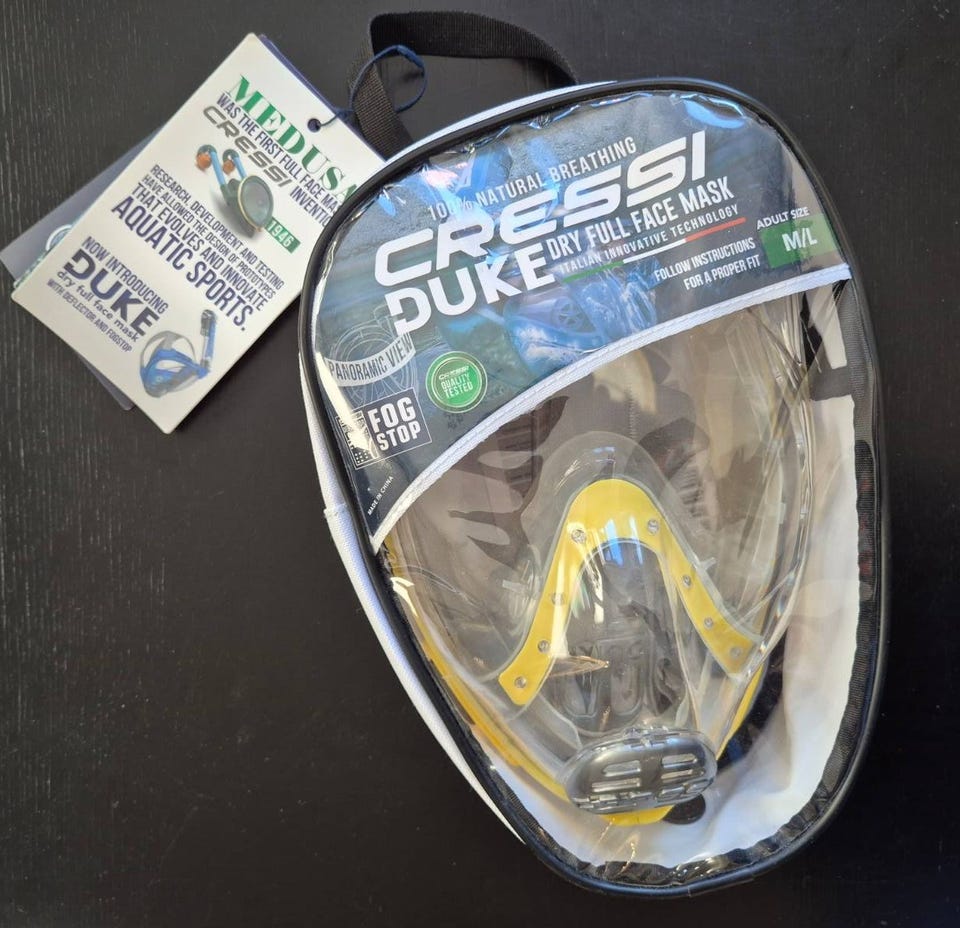 MEDUSA
WAS THE FIRST FULL FACE MA
CRESSI INVENTIO
1946
RESEARCH, DEVELOPMENT AND TESTING
HAVE ALLOWED THE DESIGN OF PROTOTYPES
THAT EVOLVES AND INNOVATE
AQUATIC SPORTS.
NOW INTRODUCING
DUKE
dry full face mask
WITH DEFLECTOR AND FOGSTOP
100% NATURAL BREATHING
CRESSI
DUKE DRY FULL FACE MASK
ITALIAN INNOVATIVE TECHNOLOGY
FOLLOW INSTRUCTIONS
FOR A PROPER FIT
ADULT SIZE
M/L
PANORAMIC VIEW
CRESSI
QUALITY
TESTED
FOG
STOP
MADE IN CHINA